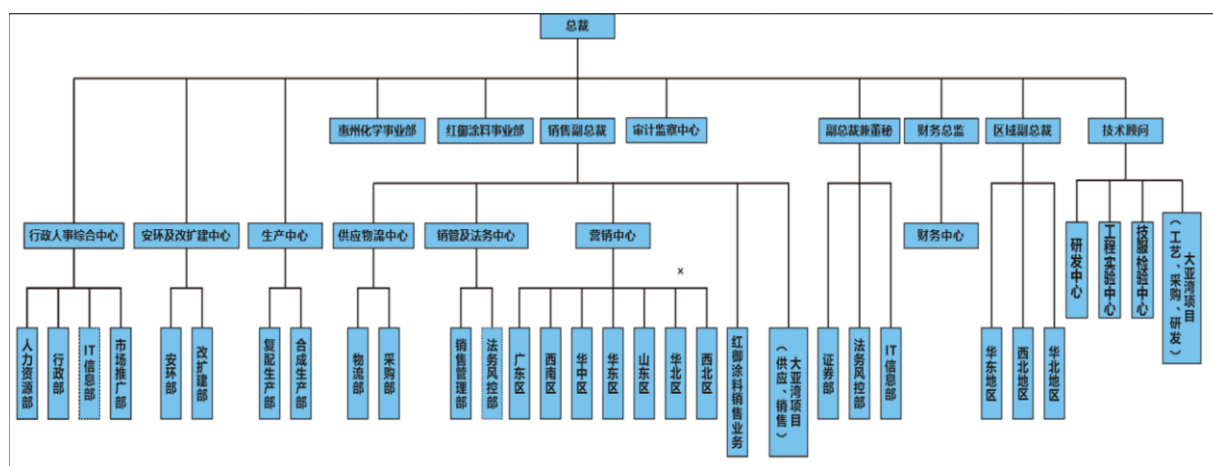 总裁
惠州化学事业部
红御涂料事业部
销售副总裁
审计监察中心
副总裁兼董秘
财务总监
区域副总裁
技术顾问
行政人事综合中心
安环及改扩建中心
生产中心
供应物流中心
销管及法务中心
营销中心
财务中心
研发中心
工程实验中心
技服检验中心
大亚湾项目
（工艺、采购、研发）
x
人力资源部
行政部
IT信息部
市场推广部
安环部
改扩建部
复配生产部
合成生产部
物流部
采购部
销售管理部
法务风控部
广东区
西南区
华中区
华东区
山东区
华北区
西北区
红御涂料销售业务
大亚湾项目
（供应、销售）
证券部
法务风控部
IT信息部
华东地区
西北地区
华北地区